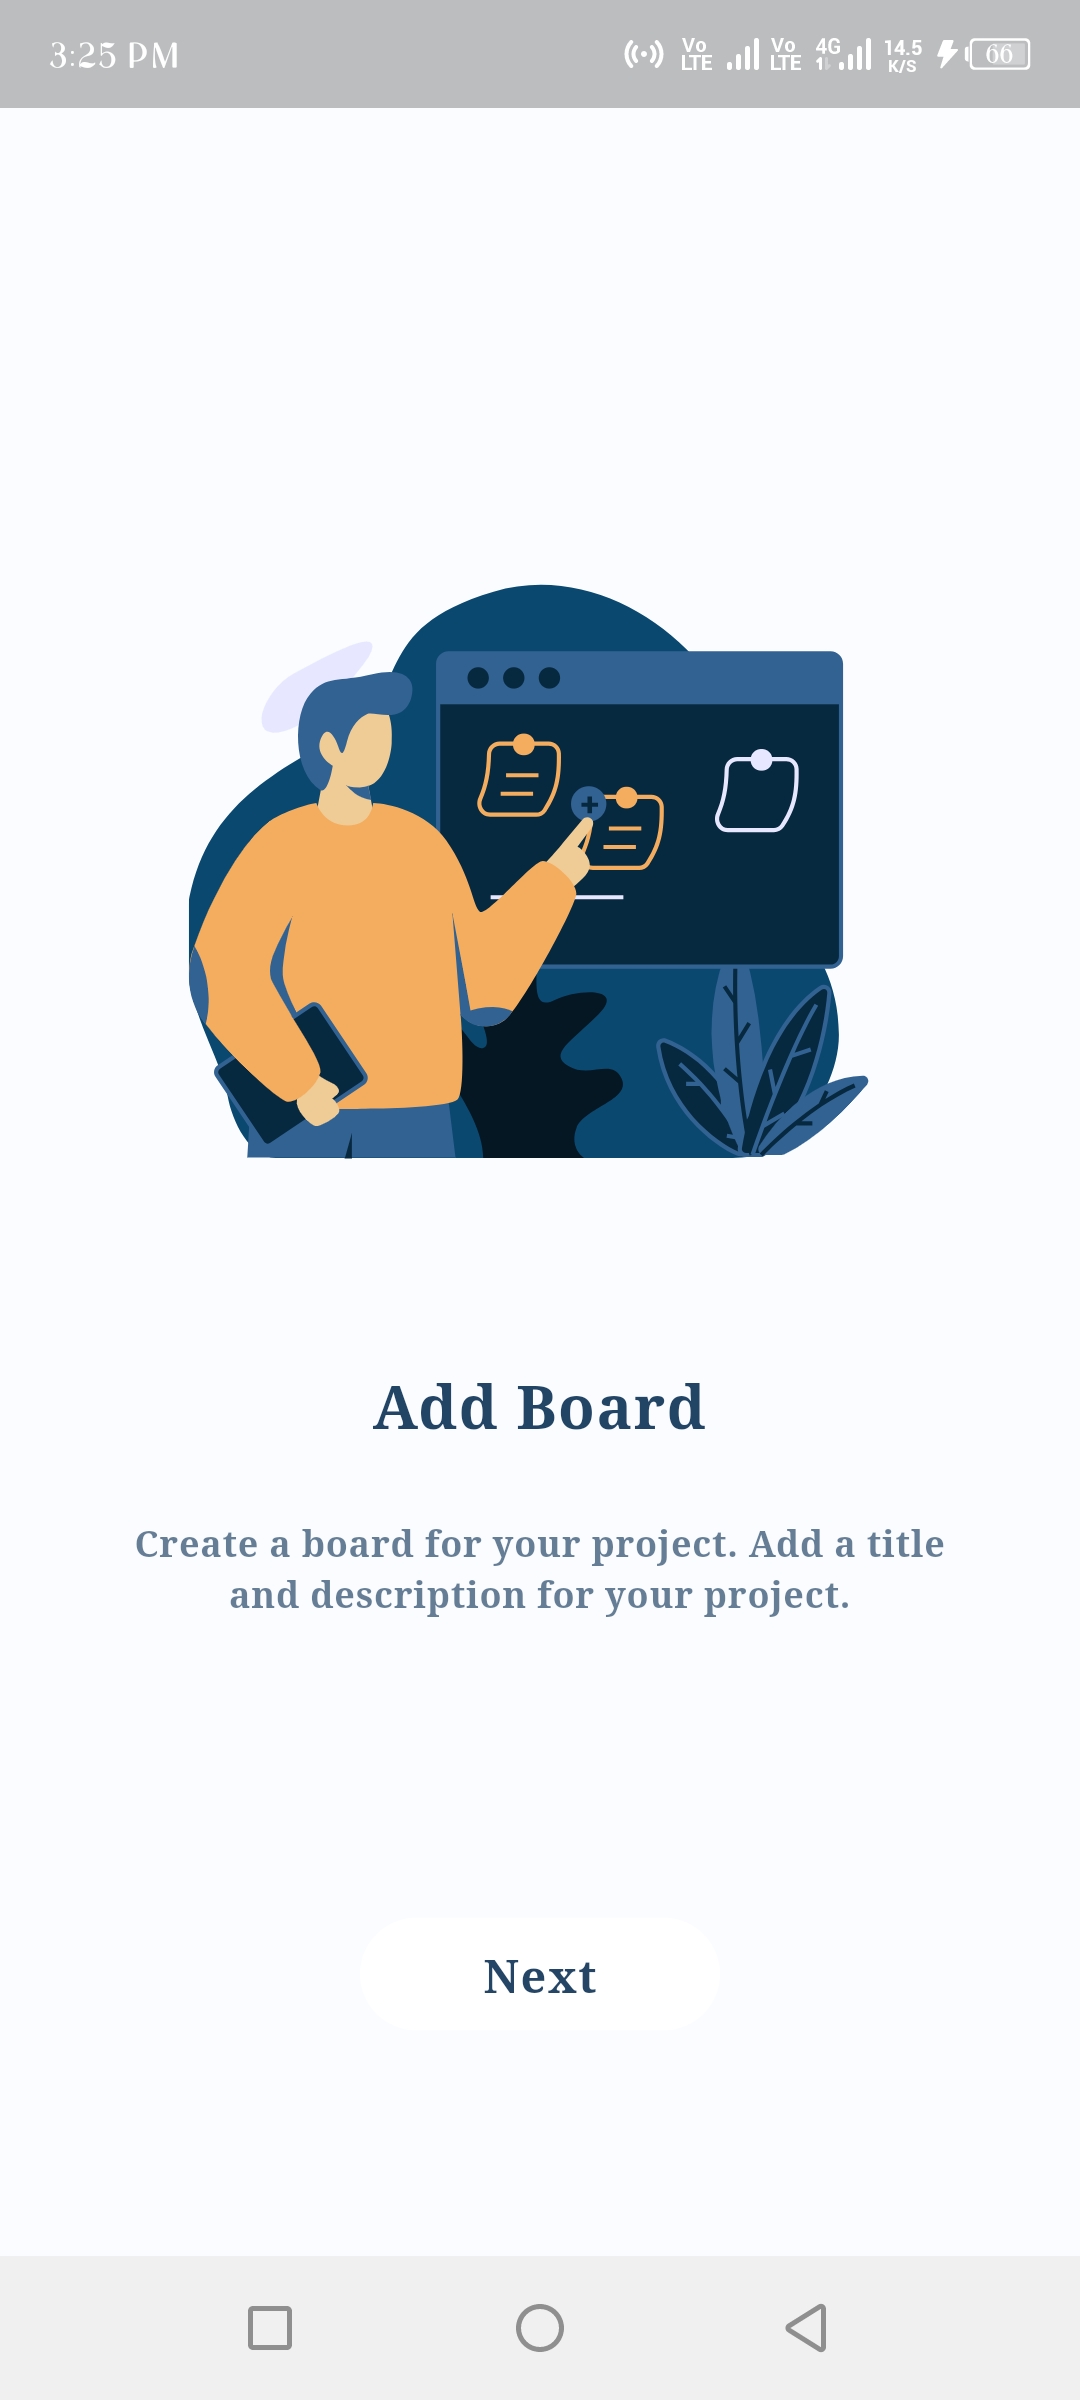 3:25 PM
Vo LTE Vo LTE 4G 14.5 K/S 66
Add Board
Create a board for your project. Add a title
and description for your project.
Next